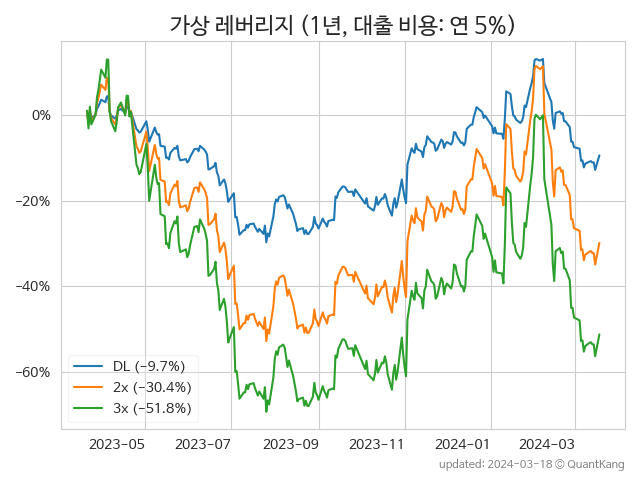 가상 레버리지 (1년, 대출 비용: 연 5%)
0%
−20%
−40%
−60%
DL (−9.7%)
2x (−30.4%)
3x (−51.8%)
2023-05 2023-07 2023-09 2023-11 2024-01 2024-03
updated: 2024-03-18 © QuantKang